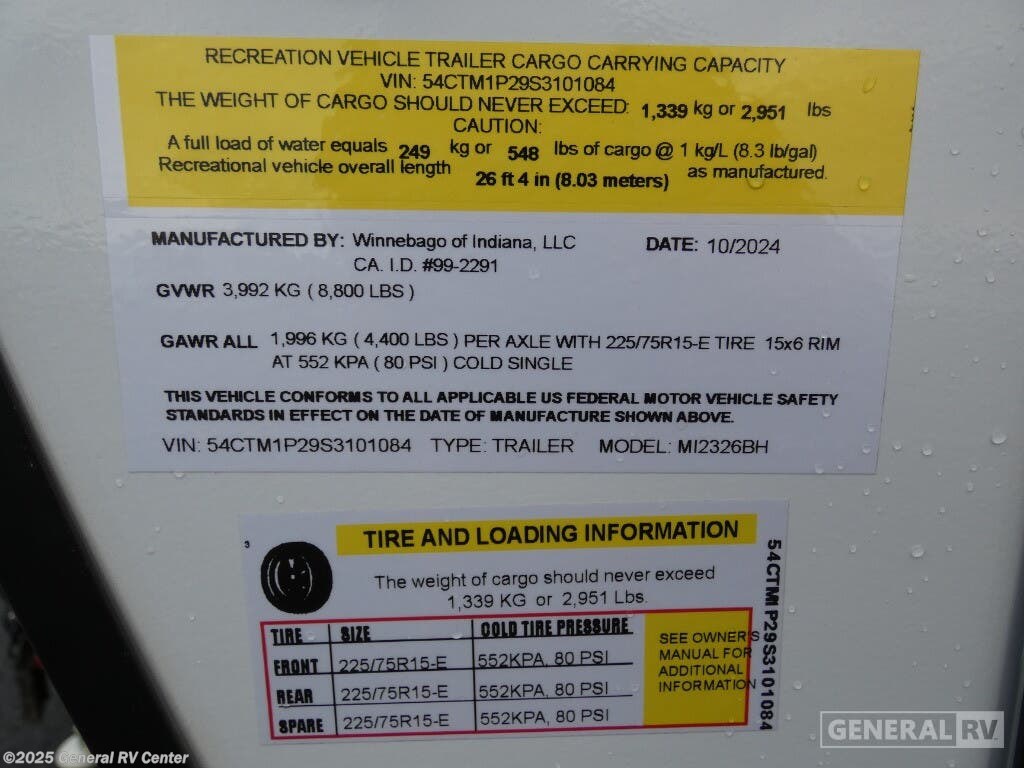 RECREATION VEHICLE TRAILER CARGO CARRYING CAPACITY
VIN: 54CTM1P29S3101084
THE WEIGHT OF CARGO SHOULD NEVER EXCEED: 1,339 kg or 2,951 lbs
CAUTION:
A full load of water equals 249 kg or 548 lbs of cargo @ 1 kg/L (8.3 lb/gal)
Recreational vehicle overall length 26 ft 4 in (8.03 meters) as manufactured.
MANUFACTURED BY: Winnebago of Indiana, LLC DATE: 10/2024
CA. I.D. #99-2291
GVWR 3,992 KG ( 8,800 LBS )
GAWR ALL 1,996 KG ( 4,400 LBS ) PER AXLE WITH 225/75R15-E TIRE 15x6 RIM
AT 552 KPA ( 80 PSI ) COLD SINGLE
THIS VEHICLE CONFORMS TO ALL APPLICABLE US FEDERAL MOTOR VEHICLE SAFETY
STANDARDS IN EFFECT ON THE DATE OF MANUFACTURE SHOWN ABOVE.
VIN: 54CTM1P29S3101084 TYPE: TRAILER MODEL: MI2326BH
3
TIRE AND LOADING INFORMATION
The weight of cargo should never exceed
1,339 KG or 2,951 Lbs.
TIRE SIZE COLD TIRE PRESSURE
FRONT 225/75R15-E 552KPA, 80 PSI
REAR 225/75R15-E 552KPA, 80 PSI
SPARE 225/75R15-E 552KPA, 80 PSI
SEE OWNER'S
MANUAL FOR
ADDITIONAL
INFORMATION
54CTM1P29S3101084
GENERAL RV
©2025 General RV Center